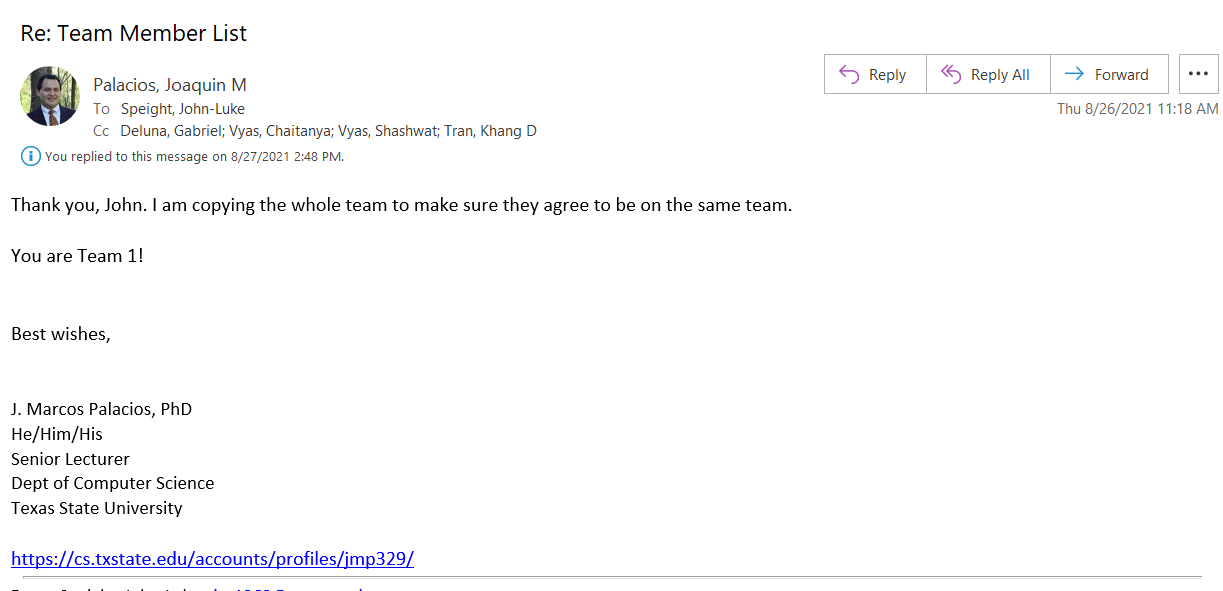 Re: Team Member List
Palacios, Joaquin M
To Speight, John-Luke
Cc Deluna, Gabriel; Vyas, Chaitanya; Vyas, Shashwat; Tran, Khang D
Reply
Reply All
Forward
Thu 8/26/2021 11:18 AM
You replied to this message on 8/27/2021 2:48 PM.
Thank you, John. I am copying the whole team to make sure they agree to be on the same team.
You are Team 1!
Best wishes,
J. Marcos Palacios, PhD
He/Him/His
Senior Lecturer
Dept of Computer Science
Texas State University
https://cs.txstate.edu/accounts/profiles/jmp329/